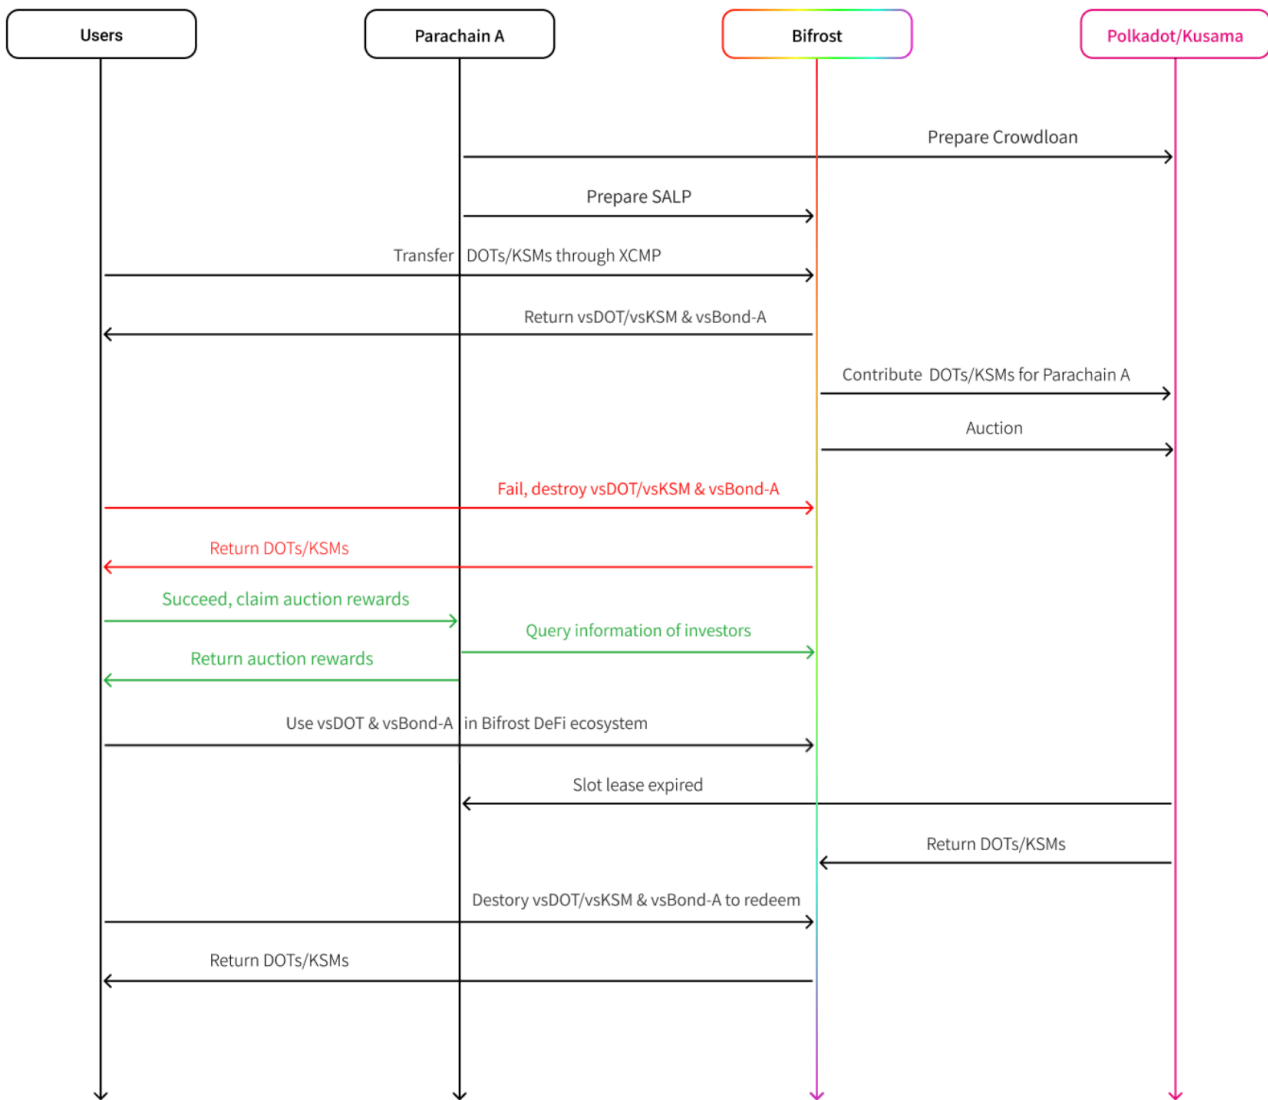 Users
Parachain A
Bifrost
Polkadot/Kusama
Prepare Crowdloan
Prepare SALP
Transfer DOTs/KSMs through XCMP
Return vsDOT/vsKSM & vsBond-A
Contribute DOTs/KSMs for Parachain A
Auction
Fail, destroy vsDOT/vsKSM & vsBond-A
Return DOTs/KSMs
Succeed, claim auction rewards
Query information of investors
Return auction rewards
Use vsDOT & vsBond-A in Bifrost DeFi ecosystem
Slot lease expired
Return DOTs/KSMs
Destory vsDOT/vsKSM & vsBond-A to redeem
Return DOTs/KSMs